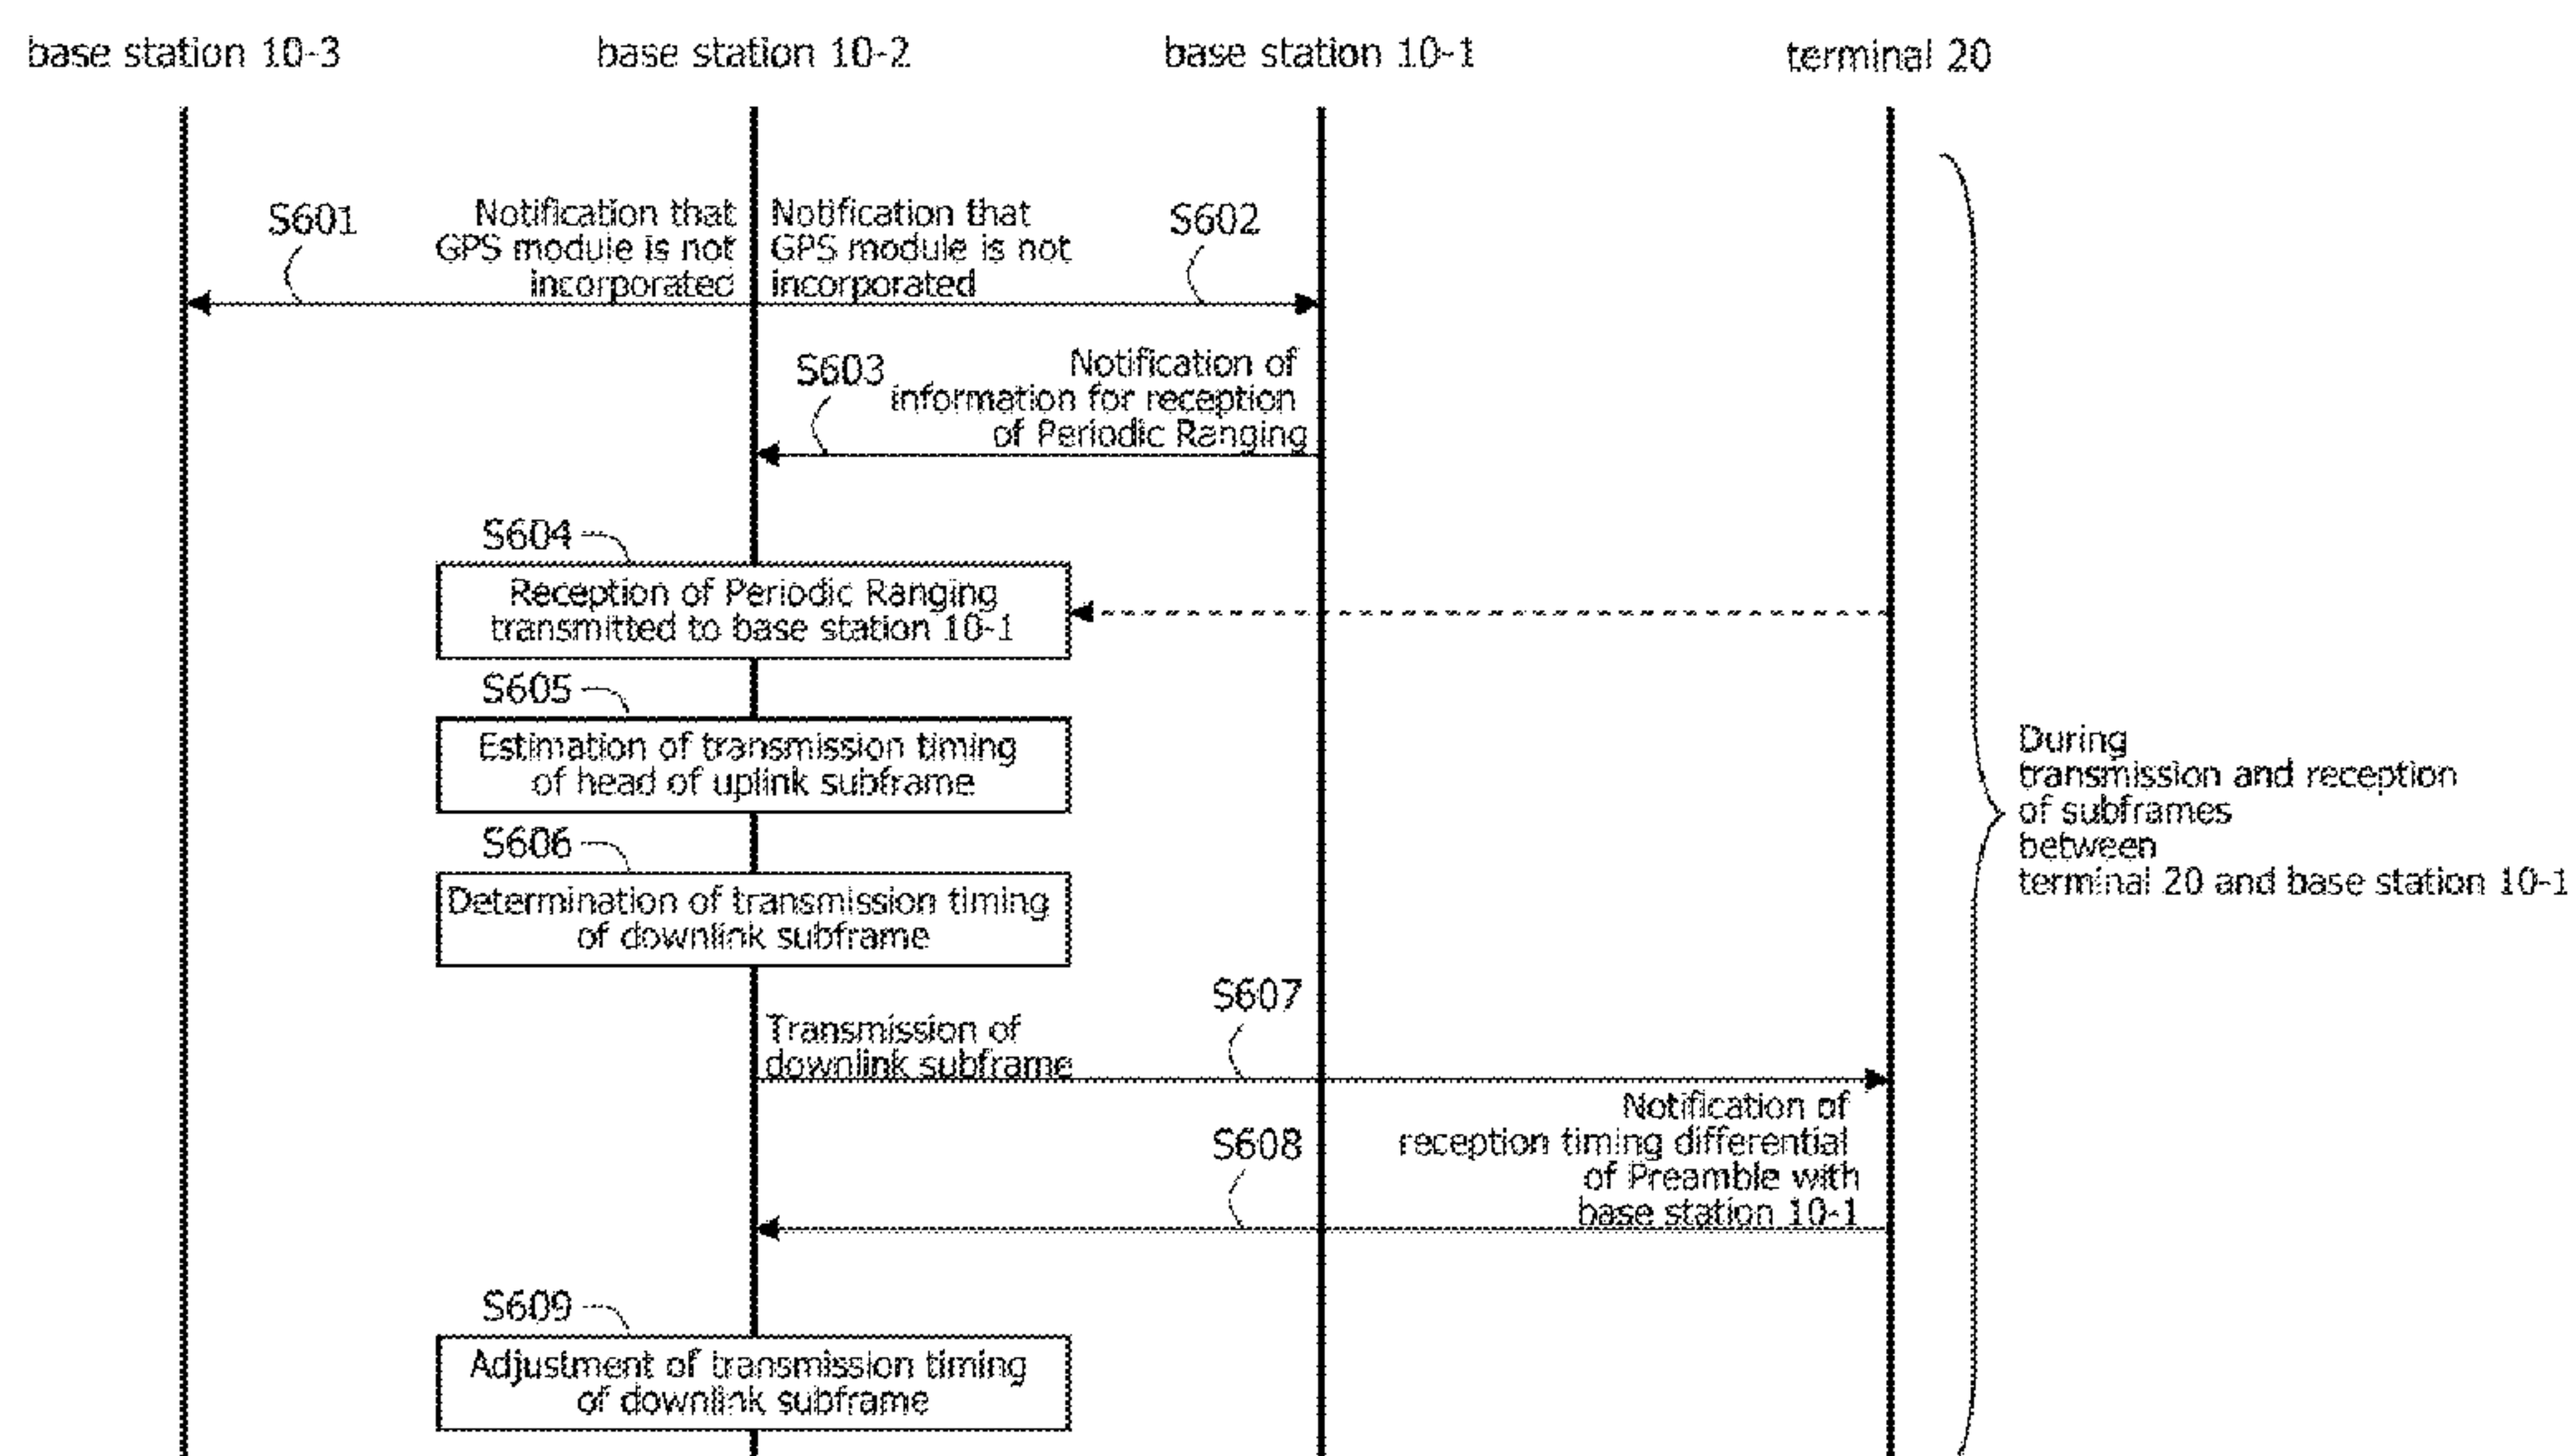 base station 10-3
base station 10-2
base station 10-1
terminal 20
S601
Notification that
GPS module is not
incorporated
Notification that
GPS module is not
incorporated
S602
S603
Notification of
information for reception
of Periodic Ranging
S604
Reception of Periodic Ranging
transmitted to base station 10-1
S605
Estimation of transmission timing
of head of uplink subframe
S606
Determination of transmission timing
of downlink subframe
During
transmission and reception
of subframes
between
terminal 20 and base station 10-1
S607
Transmission of
downlink subframe
S608
Notification of
reception timing differential
of Preamble with
base station 10-1
S609
Adjustment of transmission timing
of downlink subframe